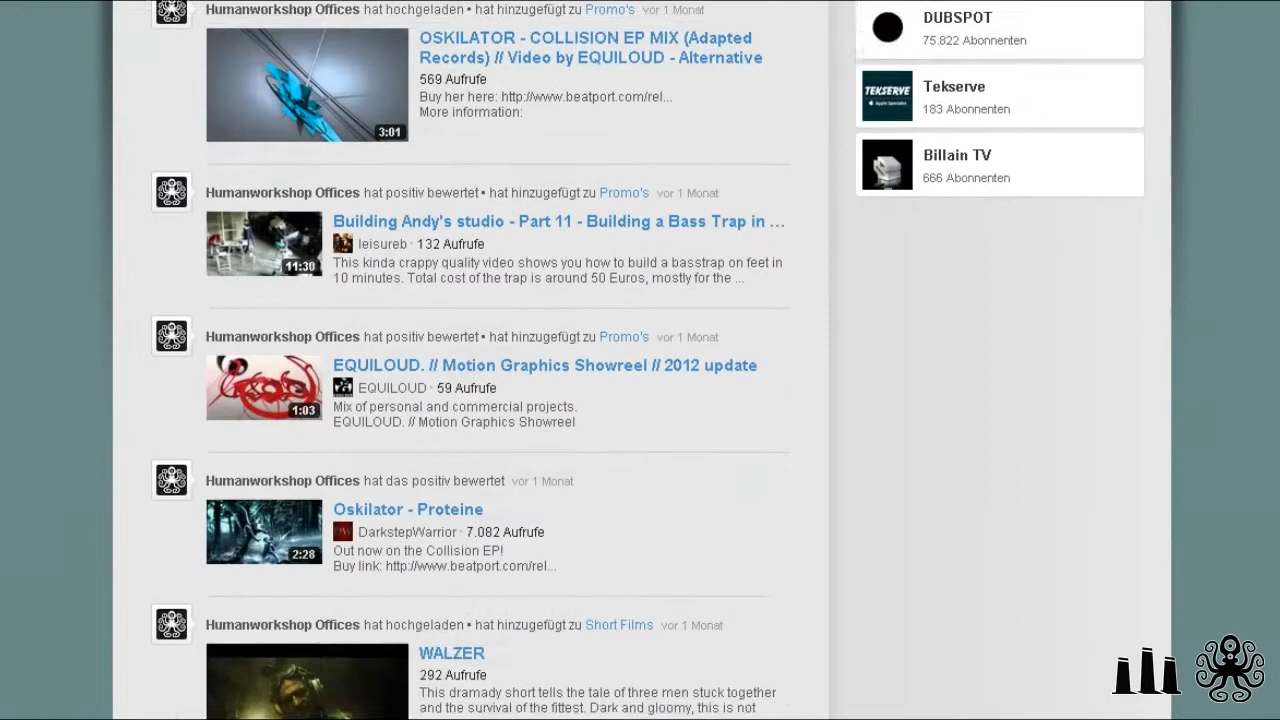 Humanworkshop Offices hat hochgeladen • hat hinzugefügt zu Promo's vor 1 Monat
OSKILATOR - COLLISION EP MIX (Adapted
Records) // Video by EQUILOUD - Alternative
569 Aufrufe
Buy her here: http://www.beatport.com/rel...
More information:
3:01
Humanworkshop Offices hat positiv bewertet • hat hinzugefügt zu Promo's vor 1 Monat
Building Andy's studio - Part 11 - Building a Bass Trap in ...
leisureb · 132 Aufrufe
This kinda crappy quality video shows you how to build a basstrap on feet in
10 minutes. Total cost of the trap is around 50 Euros, mostly for the ...
11:30
Humanworkshop Offices hat positiv bewertet • hat hinzugefügt zu Promo's vor 1 Monat
EQUILOUD. // Motion Graphics Showreel // 2012 update
EQUILOUD · 59 Aufrufe
Mix of personal and commercial projects.
EQUILOUD. // Motion Graphics Showreel
1:03
Humanworkshop Offices hat das positiv bewertet vor 1 Monat
Oskilator - Proteine
DarkstepWarrior · 7.082 Aufrufe
Out now on the Collision EP!
Buy link: http://www.beatport.com/rel...
2:28
Humanworkshop Offices hat hochgeladen • hat hinzugefügt zu Short Films vor 1 Monat
WALZER
292 Aufrufe
This dramady short tells the tale of three men stuck together
and the survival of the fittest. Dark and gloomy, this is not
DUBSPOT
75.822 Abonnenten
TEKSERVE
Apple Specialist
Tekserve
183 Abonnenten
Billain TV
666 Abonnenten